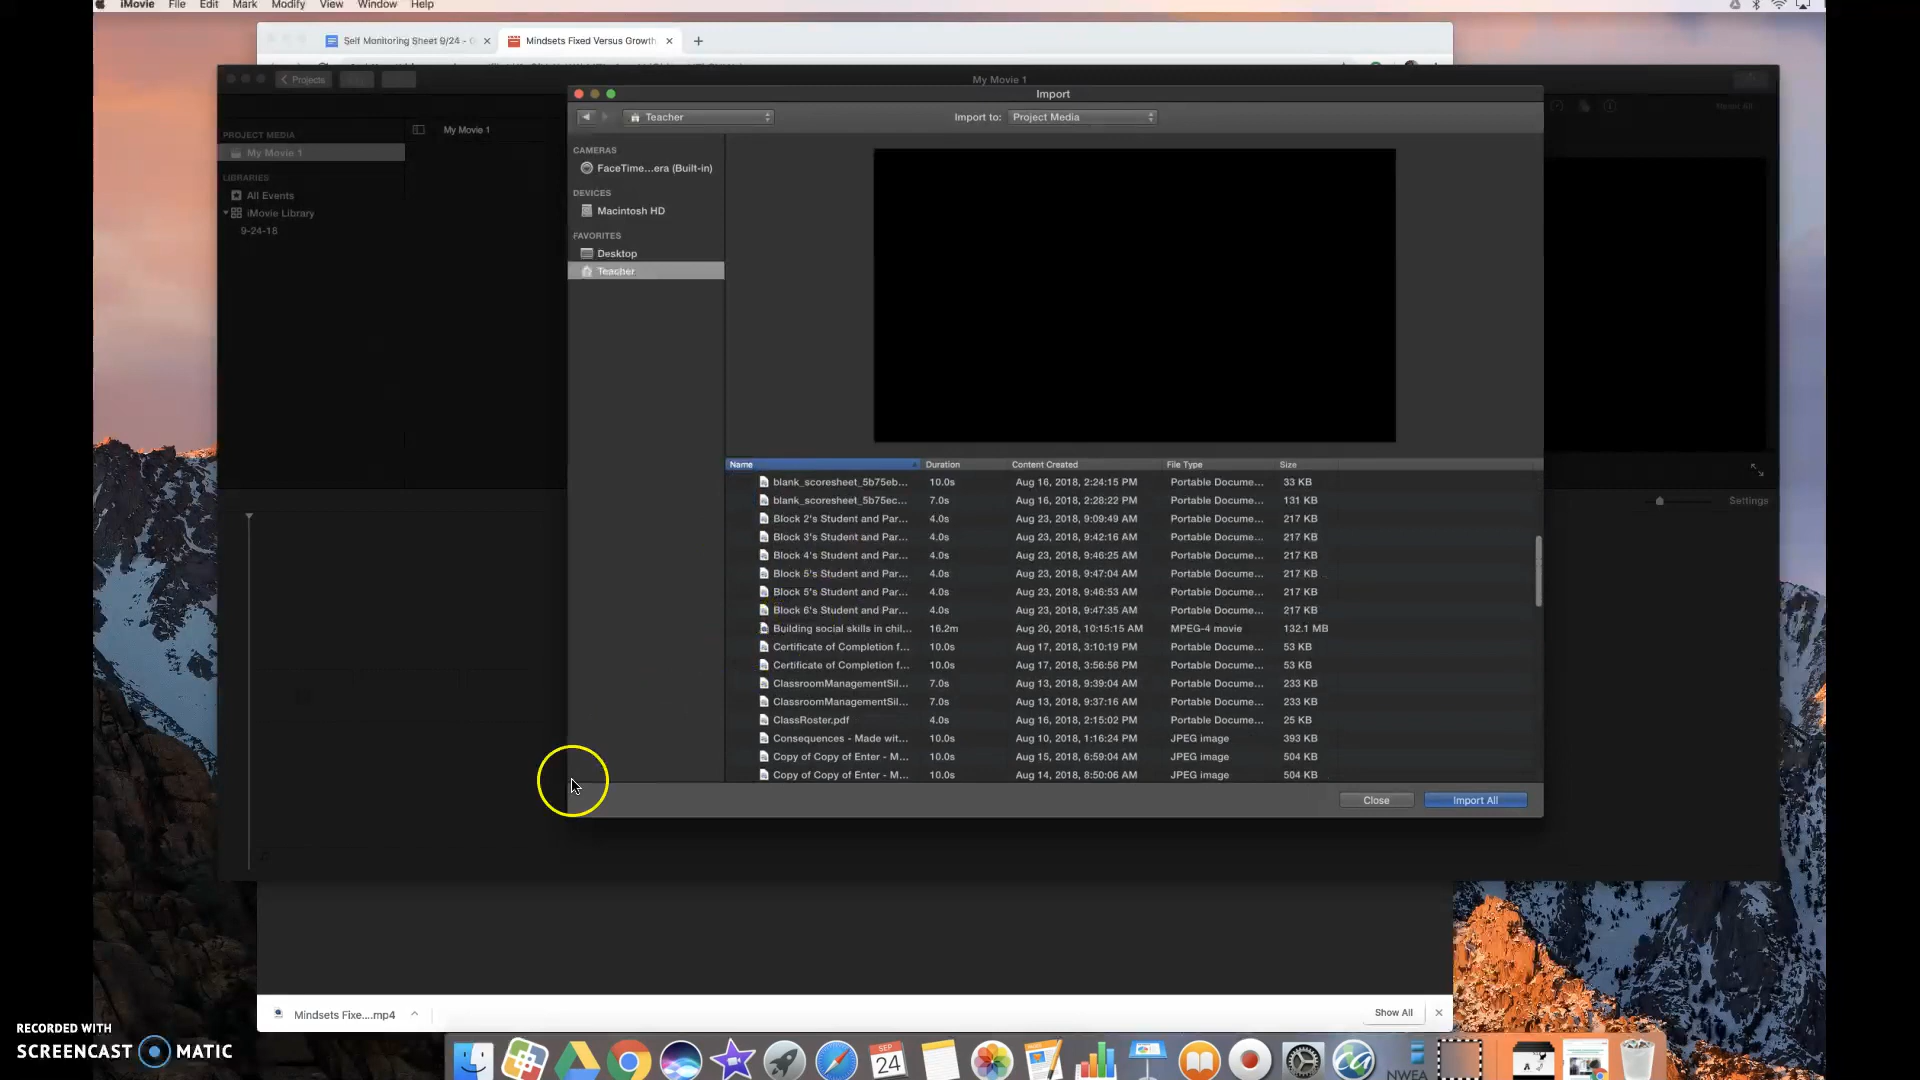 iMovie File Edit Mark Modify View Window Help
Self Monitoring Sheet 9/24 -
Mindsets Fixed Versus Growth
Projects
My Movie 1
Import
Teacher
Import to: Project Media
PROJECT MEDIA
My Movie 1
My Movie 1
LIBRARIES
All Events
iMovie Library
9-24-18
CAMERAS
FaceTime...era (Built-in)
DEVICES
Macintosh HD
FAVORITES
Desktop
Teacher
Settings
Name Duration Content Created File Type Size
blank_scoresheet_5b75eb... 10.0s Aug 16, 2018, 2:24:15 PM Portable Docume... 33 KB
blank_scoresheet_5b75ec... 7.0s Aug 16, 2018, 2:28:22 PM Portable Docume... 131 KB
Block 2's Student and Par... 4.0s Aug 23, 2018, 9:09:49 AM Portable Docume... 217 KB
Block 3's Student and Par... 4.0s Aug 23, 2018, 9:42:16 AM Portable Docume... 217 KB
Block 4's Student and Par... 4.0s Aug 23, 2018, 9:46:25 AM Portable Docume... 217 KB
Block 5's Student and Par... 4.0s Aug 23, 2018, 9:47:04 AM Portable Docume... 217 KB
Block 5's Student and Par... 4.0s Aug 23, 2018, 9:46:53 AM Portable Docume... 217 KB
Block 6's Student and Par... 4.0s Aug 23, 2018, 9:47:35 AM Portable Docume... 217 KB
Building social skills in chil... 16.2m Aug 20, 2018, 10:15:15 AM MPEG-4 movie 132.1 MB
Certificate of Completion f... 10.0s Aug 17, 2018, 3:10:19 PM Portable Docume... 53 KB
Certificate of Completion f... 10.0s Aug 17, 2018, 3:56:56 PM Portable Docume... 53 KB
ClassroomManagementSil... 7.0s Aug 13, 2018, 9:39:04 AM Portable Docume... 233 KB
ClassroomManagementSil... 7.0s Aug 13, 2018, 9:37:16 AM Portable Docume... 233 KB
ClassRoster.pdf 4.0s Aug 16, 2018, 2:15:02 PM Portable Docume... 25 KB
Consequences - Made wit... 10.0s Aug 10, 2018, 1:16:24 PM JPEG image 393 KB
Copy of Copy of Enter - M... 10.0s Aug 15, 2018, 6:59:04 AM JPEG image 504 KB
Copy of Copy of Enter - M... 10.0s Aug 14, 2018, 8:50:06 AM JPEG image 504 KB
Close
Import All
Mindsets Fixe....mp4
Show All
SEP
24
NWEA
RECORDED WITH
SCREENCAST MATIC